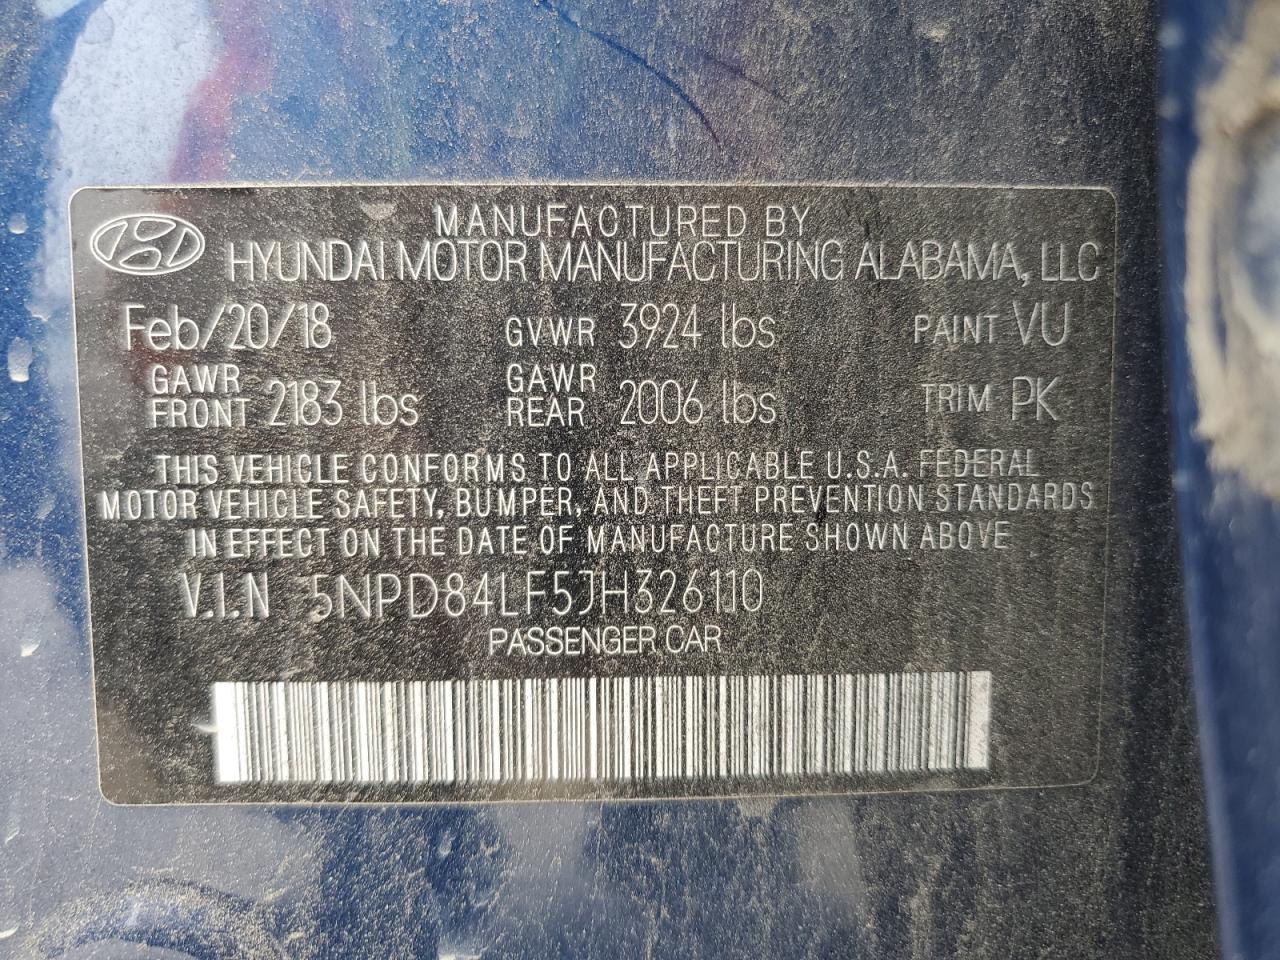 MANUFACTURED BY
HYUNDAI MOTOR MANUFACTURING ALABAMA, LLC
Feb/20/18 GVWR 3924 lbs PAINT VU
GAWR FRONT 2183 lbs GAWR REAR 2006 lbs TRIM PK
THIS VEHICLE CONFORMS TO ALL APPLICABLE U.S.A. FEDERAL
MOTOR VEHICLE SAFETY, BUMPER, AND THEFT PREVENTION STANDARDS
IN EFFECT ON THE DATE OF MANUFACTURE SHOWN ABOVE
V.I.N 5NPD84LF5JH326110
PASSENGER CAR